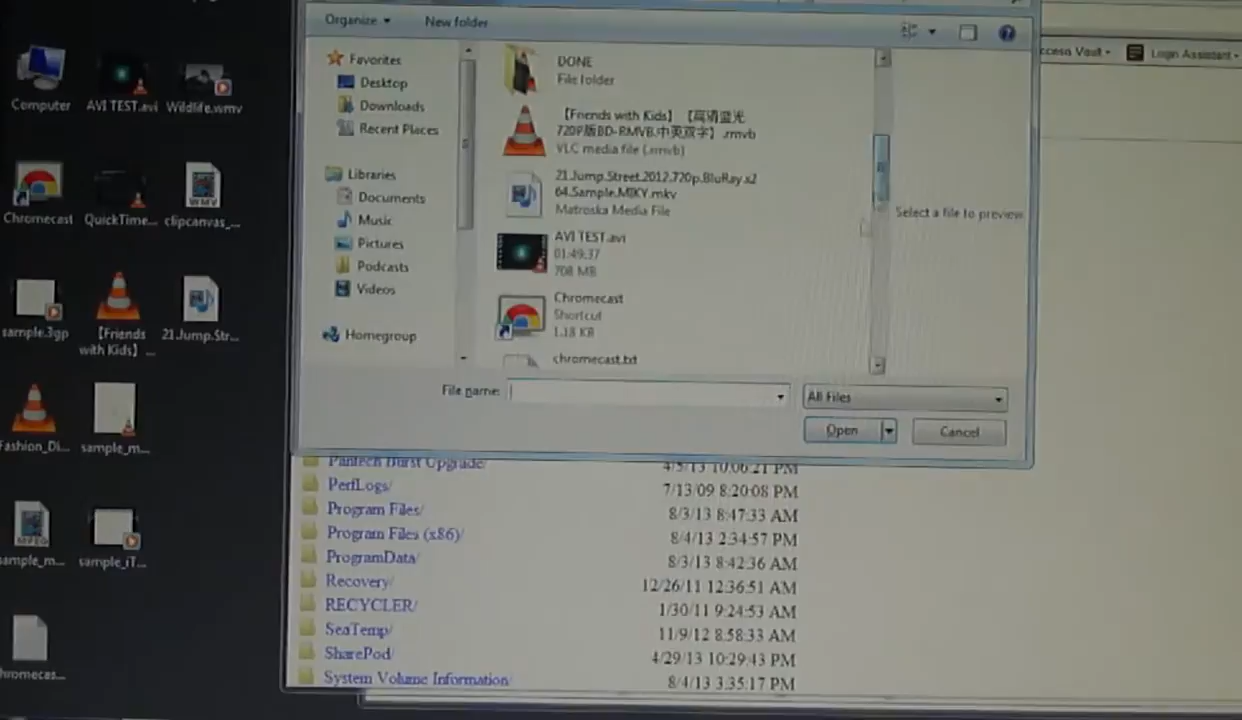 Organize
New folder
ccess Vault
Login Assistant
Computer
AVI TEST.avi
Wildlife.wmv
Chromecast
QuickTime...
clipcanvas_...
sample.3gp
【Friends
with Kids】...
21.Jump.Str...
Fashion_Di...
sample_m...
sample_m...
sample_iT...
hromecas...
WMV
MPEG
Favorites
Desktop
Downloads
Recent Places
Libraries
Documents
Music
Pictures
Podcasts
Videos
Homegroup
DONE
File folder
【Friends with Kids】【高清蓝光
720P版BD-RMVB.中英双字】.rmvb
VLC media file (.rmvb)
21.Jump.Street.2012.720p.BluRay.x2
64.Sample.MIKY.mkv
Matroska Media File
AVI TEST.avi
01:49:37
708 MB
Chromecast
Shortcut
1.18 KB
chromecast.txt
Select a file to preview.
File name:
All Files
Open
Cancel
Pantech Burst Upgrade/ 4/5/13 10:06:21 PM
PerfLogs/ 7/13/09 8:20:08 PM
Program Files/ 8/3/13 8:47:33 AM
Program Files (x86)/ 8/4/13 2:34:57 PM
ProgramData/ 8/3/13 8:42:36 AM
Recovery/ 12/26/11 12:36:51 AM
RECYCLER/ 1/30/11 9:24:53 AM
SeaTemp/ 11/9/12 8:58:33 AM
SharePod/ 4/29/13 10:29:43 PM
System Volume Information/ 8/4/13 3:35:17 PM